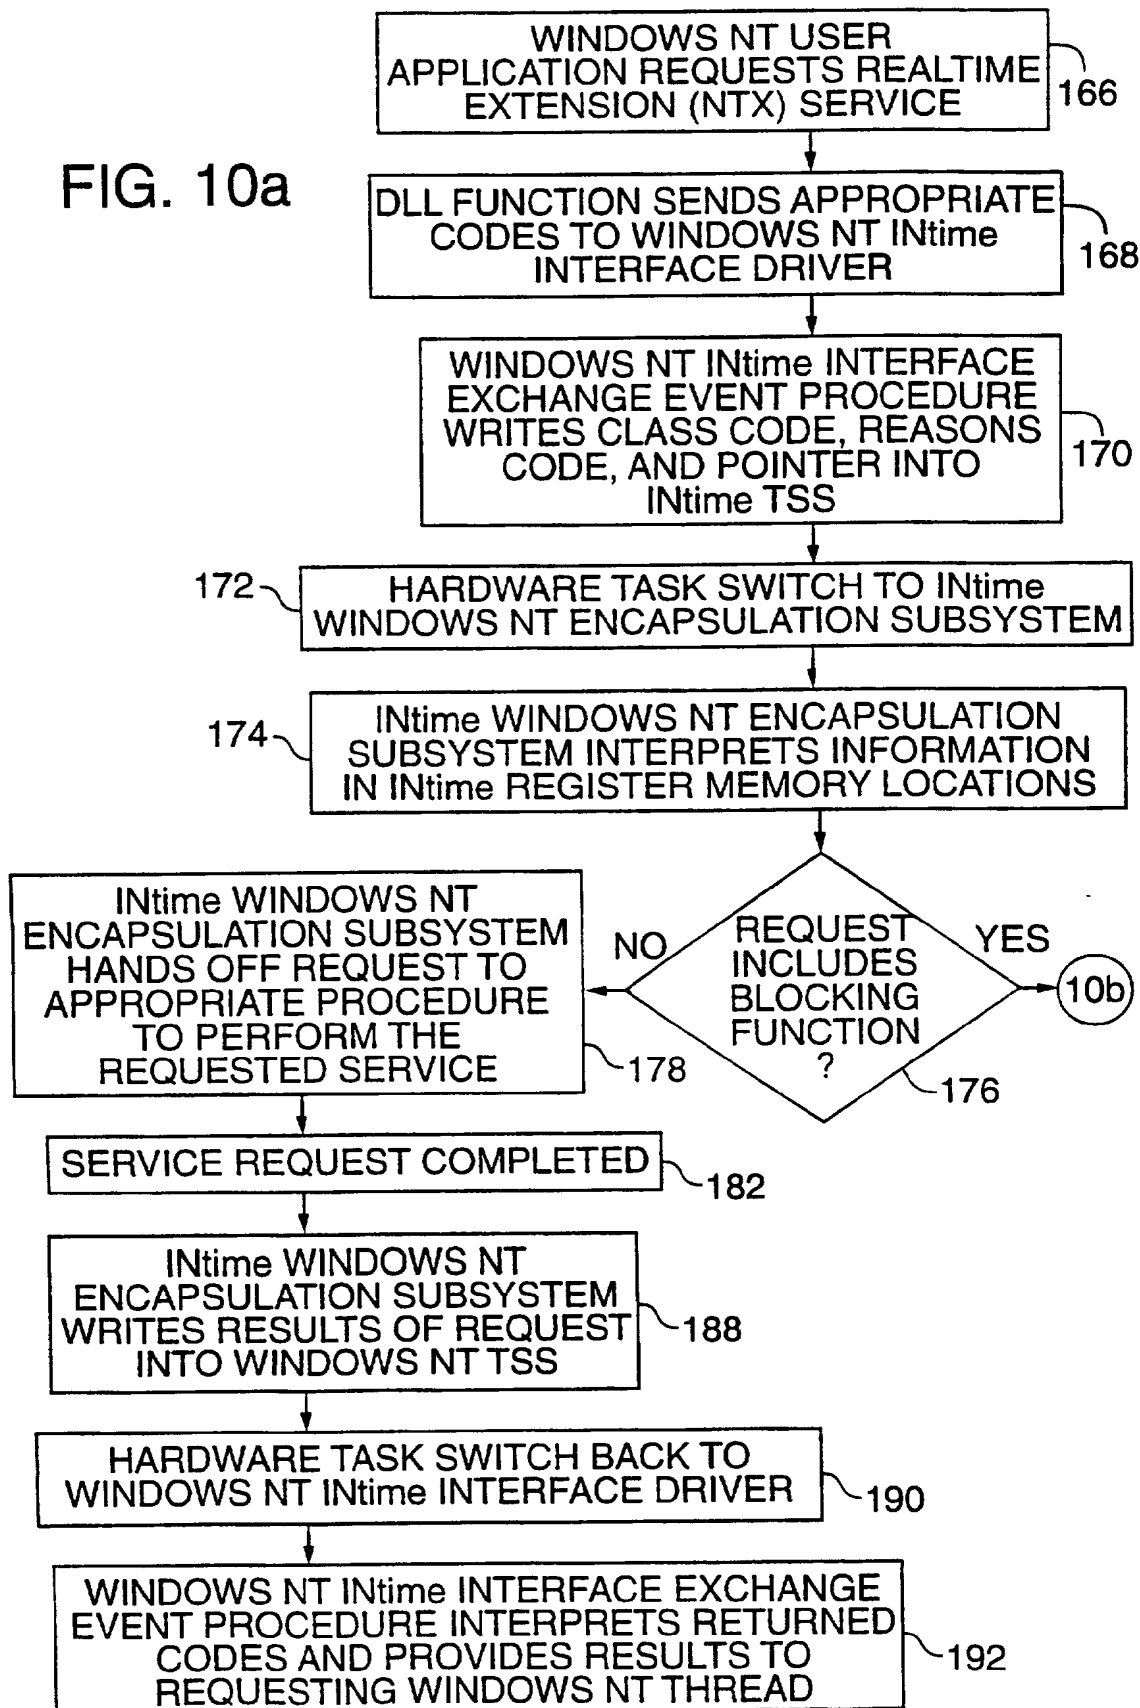 WINDOWS NT USER
APPLICATION REQUESTS REALTIME
EXTENSION (NTX) SERVICE
166
FIG. 10a
DLL FUNCTION SENDS APPROPRIATE
CODES TO WINDOWS NT INtime
INTERFACE DRIVER
168
WINDOWS NT INtime INTERFACE
EXCHANGE EVENT PROCEDURE
WRITES CLASS CODE, REASONS
CODE, AND POINTER INTO
INtime TSS
170
172
HARDWARE TASK SWITCH TO INtime
WINDOWS NT ENCAPSULATION SUBSYSTEM
174
INtime WINDOWS NT ENCAPSULATION
SUBSYSTEM INTERPRETS INFORMATION
IN INtime REGISTER MEMORY LOCATIONS
REQUEST
INCLUDES
BLOCKING
FUNCTION
?
176
YES
10b
NO
INtime WINDOWS NT
ENCAPSULATION SUBSYSTEM
HANDS OFF REQUEST TO
APPROPRIATE PROCEDURE
TO PERFORM THE
REQUESTED SERVICE
178
SERVICE REQUEST COMPLETED
182
INtime WINDOWS NT
ENCAPSULATION SUBSYSTEM
WRITES RESULTS OF REQUEST
INTO WINDOWS NT TSS
188
HARDWARE TASK SWITCH BACK TO
WINDOWS NT INtime INTERFACE DRIVER
190
WINDOWS NT INtime INTERFACE EXCHANGE
EVENT PROCEDURE INTERPRETS RETURNED
CODES AND PROVIDES RESULTS TO
REQUESTING WINDOWS NT THREAD
192